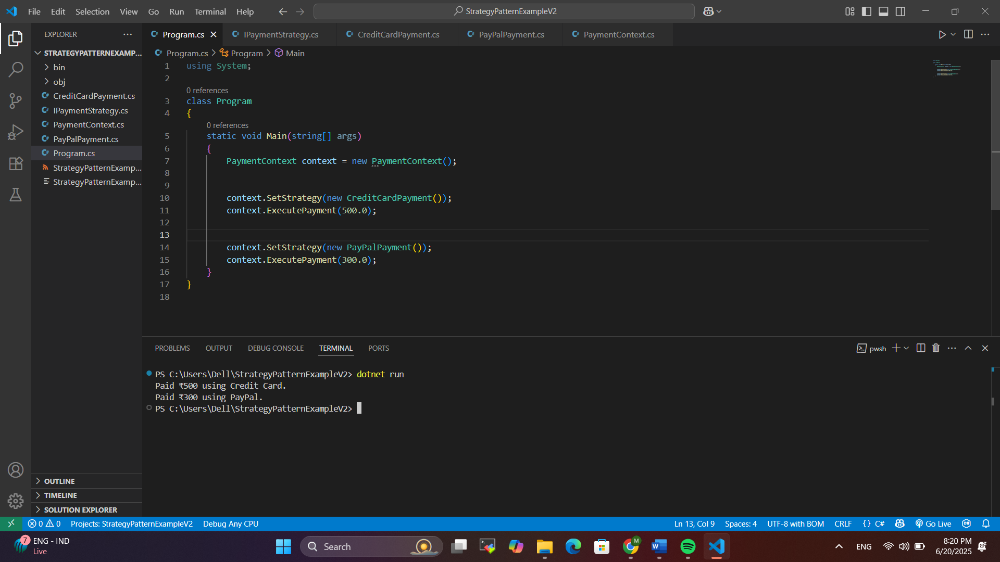 File Edit Selection View Go Run Terminal Help
StrategyPatternExampleV2
EXPLORER
STRATEGYPATTERNEXAMP...
bin
obj
CreditCardPayment.cs
IPaymentStrategy.cs
PaymentContext.cs
PayPalPayment.cs
Program.cs
StrategyPatternExamp...
StrategyPatternExamp...
OUTLINE
TIMELINE
SOLUTION EXPLORER
Program.cs IPaymentStrategy.cs CreditCardPayment.cs PayPalPayment.cs PaymentContext.cs
Program.cs > Program > Main
1 using System;
2
0 references
3 class Program
4 {
0 references
5 static void Main(string[] args)
6 {
7 PaymentContext context = new PaymentContext();
8
9
10 context.SetStrategy(new CreditCardPayment());
11 context.ExecutePayment(500.0);
12
13
14 context.SetStrategy(new PayPalPayment());
15 context.ExecutePayment(300.0);
16 }
17 }
18
PROBLEMS OUTPUT DEBUG CONSOLE TERMINAL PORTS
pwsh
PS C:\Users\Dell\StrategyPatternExampleV2> dotnet run
Paid ₹500 using Credit Card.
Paid ₹300 using PayPal.
PS C:\Users\Dell\StrategyPatternExampleV2>
0 0 Projects: StrategyPatternExampleV2 Debug Any CPU
Ln 13, Col 9 Spaces: 4 UTF-8 with BOM CRLF {} C# Go Live
7
ENG - IND
Live
Search
M
ENG
8:20 PM
6/20/2025